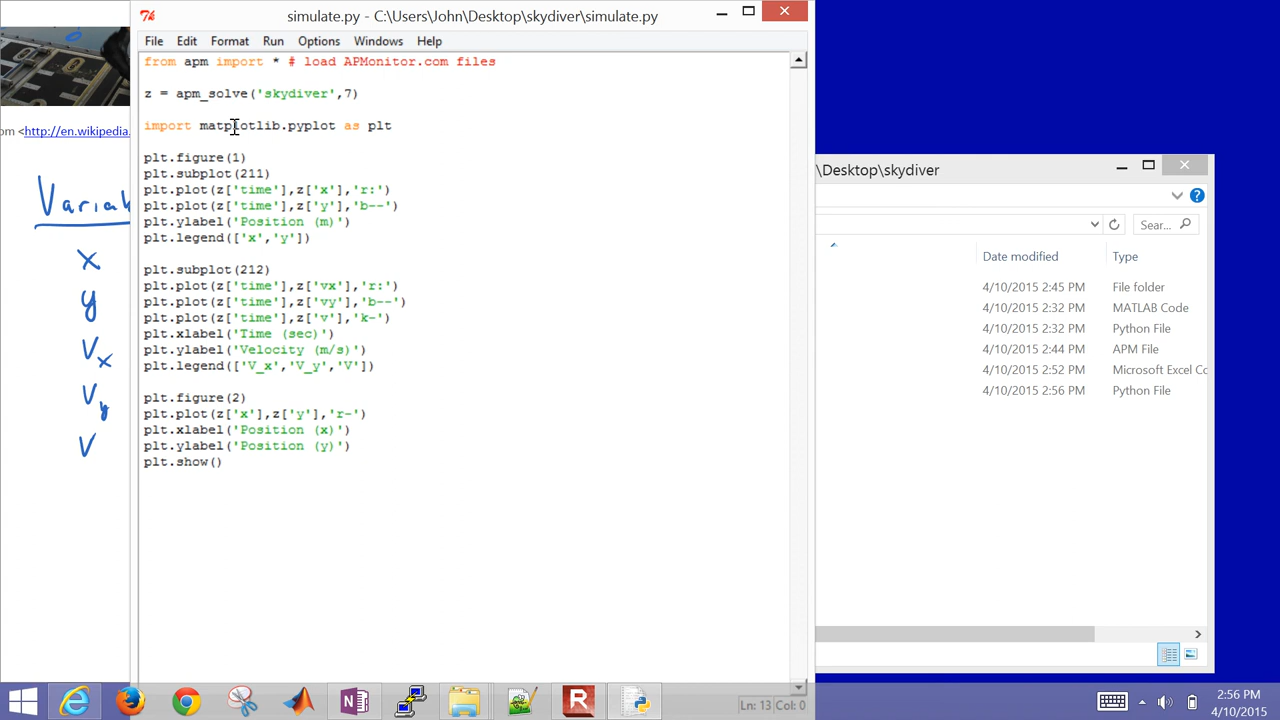 simulate.py - C:\Users\John\Desktop\skydiver\simulate.py
File Edit Format Run Options Windows Help
from apm import * # load APMonitor.com files
z = apm_solve('skydiver',7)
import matplotlib.pyplot as plt
plt.figure(1)
plt.subplot(211)
plt.plot(z['time'],z['x'],'r:')
plt.plot(z['time'],z['y'],'b--')
plt.ylabel('Position (m)')
plt.legend(['x','y'])
plt.subplot(212)
plt.plot(z['time'],z['vx'],'r:')
plt.plot(z['time'],z['vy'],'b--')
plt.plot(z['time'],z['v'],'k-')
plt.xlabel('Time (sec)')
plt.ylabel('Velocity (m/s)')
plt.legend(['V_x','V_y','V'])
plt.figure(2)
plt.plot(z['x'],z['y'],'r-')
plt.xlabel('Position (x)')
plt.ylabel('Position (y)')
plt.show()
Ln: 13 Col: 0
om <http://en.wikipedia.
Variab
x
y
Vx
Vy
V
\Desktop\skydiver
Sear...
Date modified Type
4/10/2015 2:45 PM File folder
4/10/2015 2:32 PM MATLAB Code
4/10/2015 2:32 PM Python File
4/10/2015 2:44 PM APM File
4/10/2015 2:52 PM Microsoft Excel Co
4/10/2015 2:56 PM Python File
2:56 PM
4/10/2015